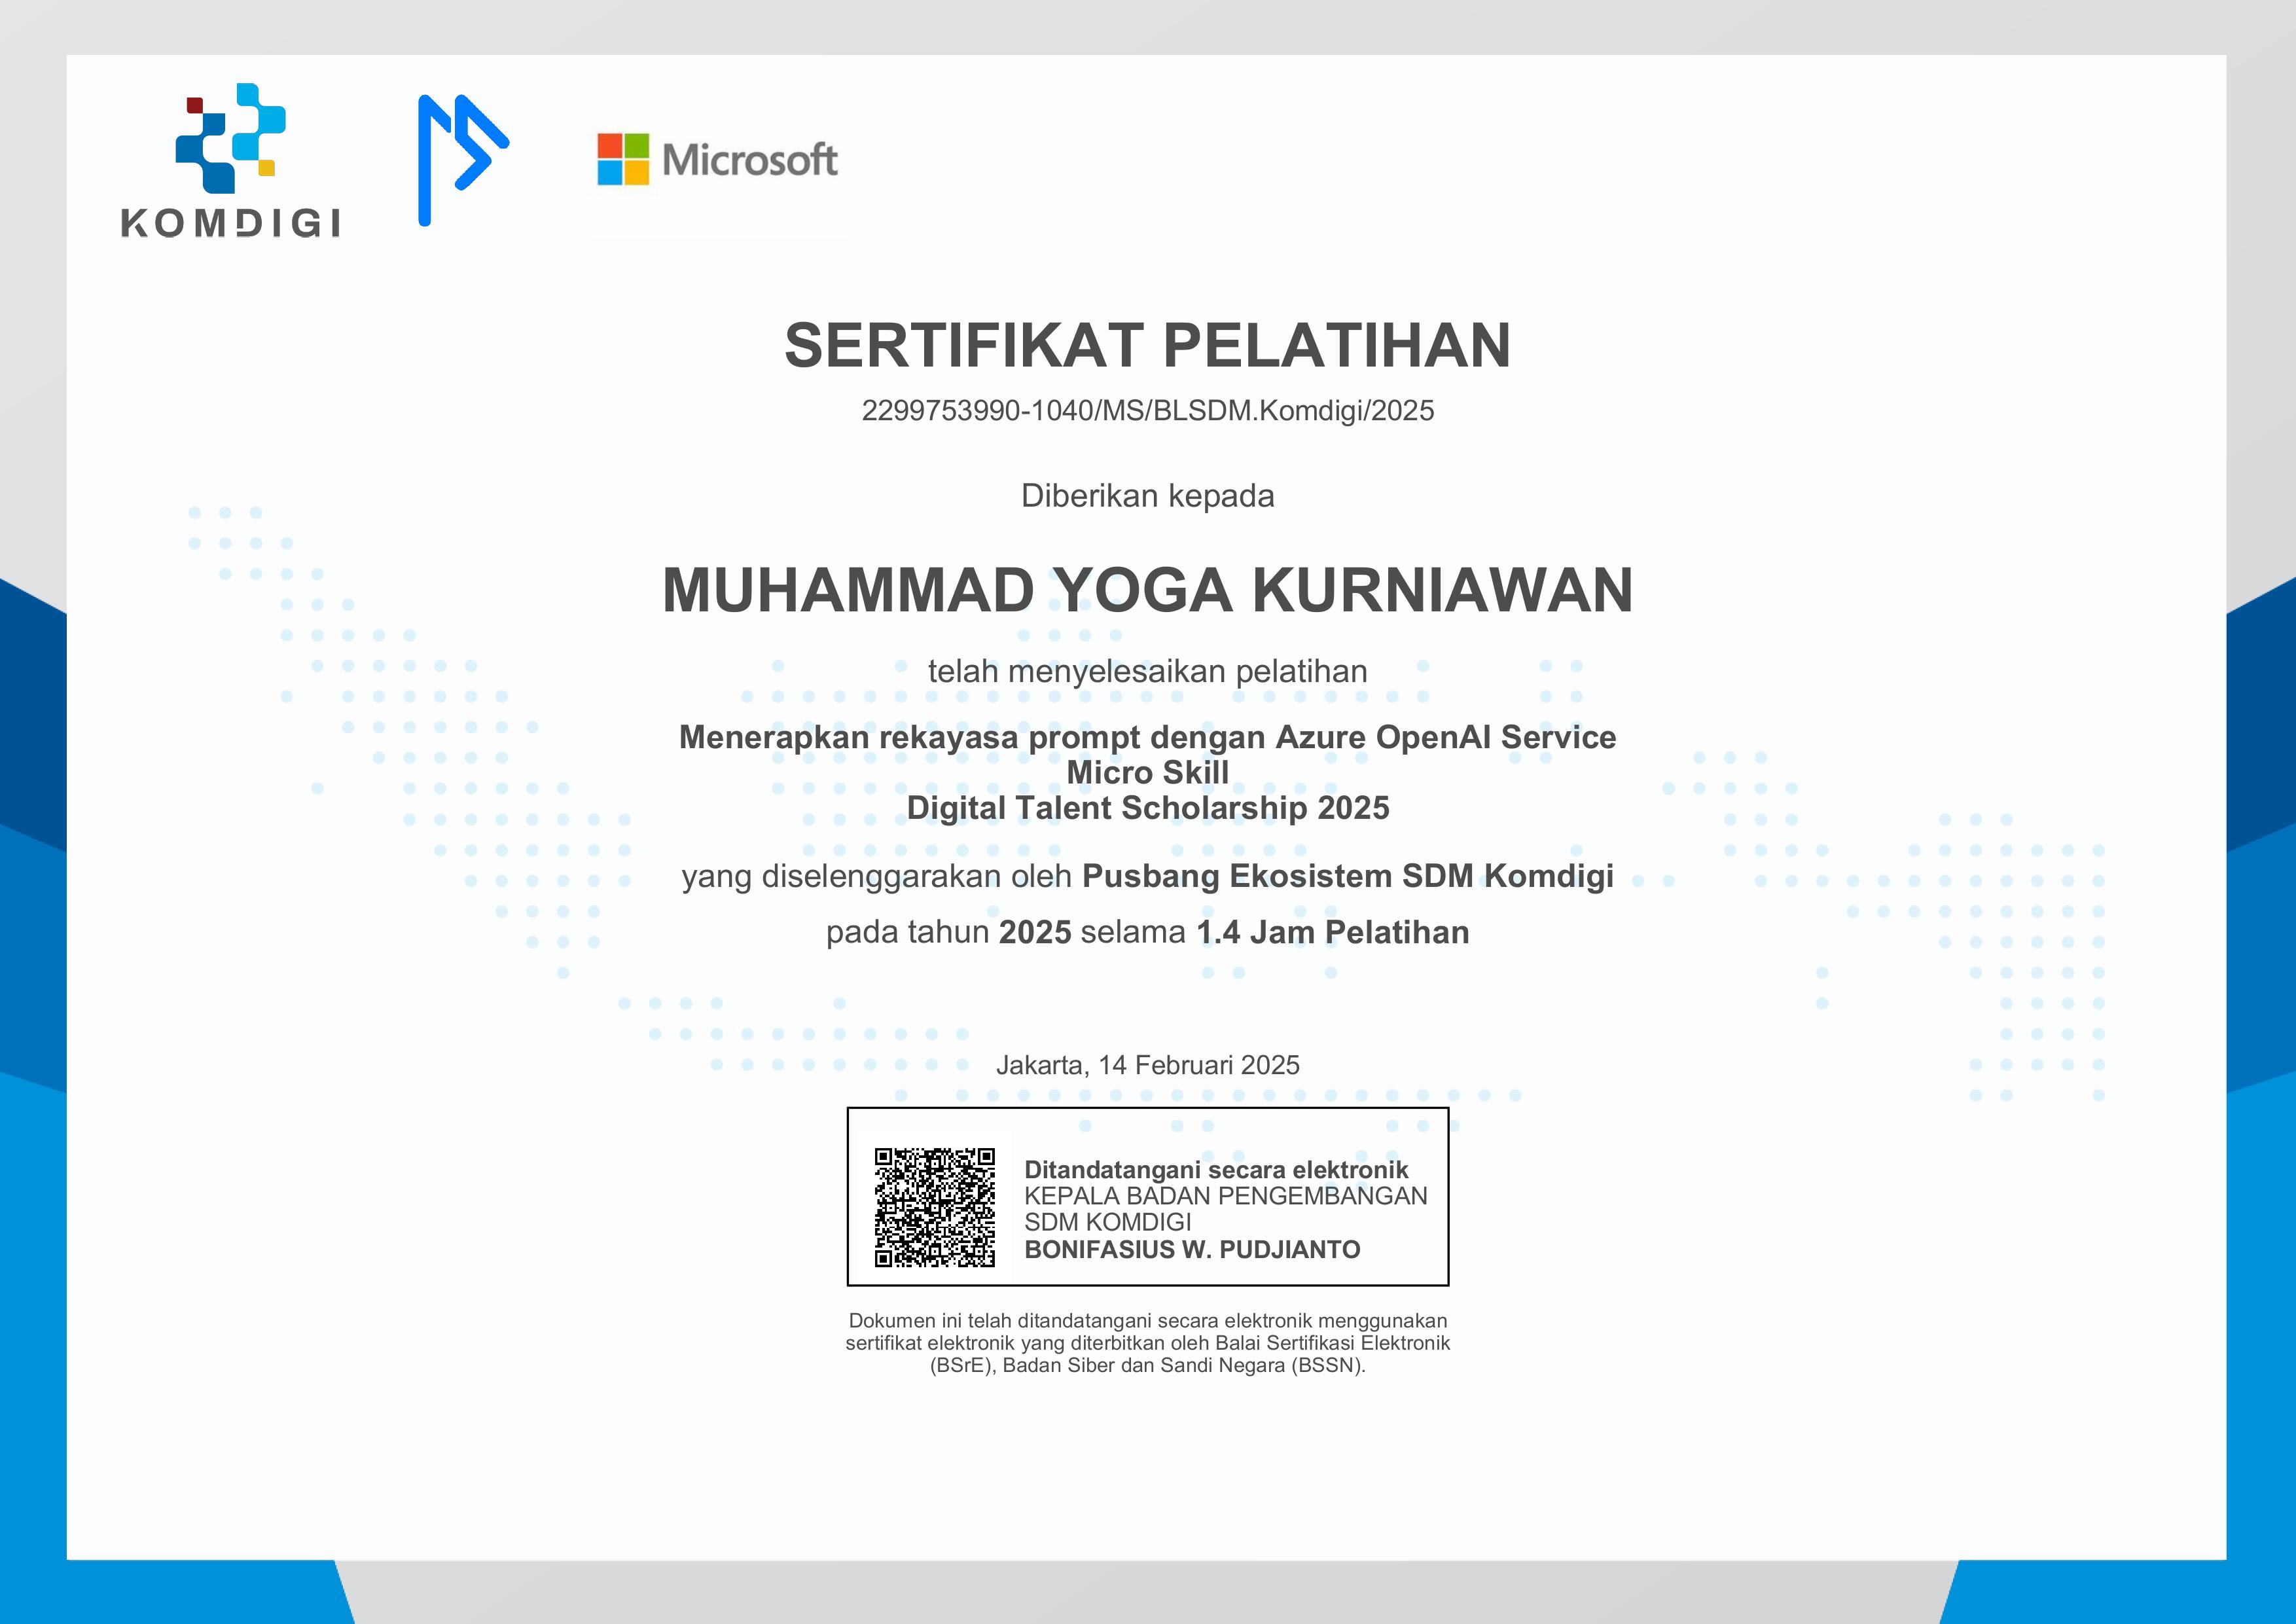 KOMDIGI
Microsoft
SERTIFIKAT PELATIHAN
2299753990-1040/MS/BLSDM.Komdigi/2025
Diberikan kepada
MUHAMMAD YOGA KURNIAWAN
telah menyelesaikan pelatihan
Menerapkan rekayasa prompt dengan Azure OpenAI Service
Micro Skill
Digital Talent Scholarship 2025
yang diselenggarakan oleh Pusbang Ekosistem SDM Komdigi
pada tahun 2025 selama 1.4 Jam Pelatihan
Jakarta, 14 Februari 2025
Ditandatangani secara elektronik
KEPALA BADAN PENGEMBANGAN
SDM KOMDIGI
BONIFASIUS W. PUDJIANTO
Dokumen ini telah ditandatangani secara elektronik menggunakan
sertifikat elektronik yang diterbitkan oleh Balai Sertifikasi Elektronik
(BSrE), Badan Siber dan Sandi Negara (BSSN).